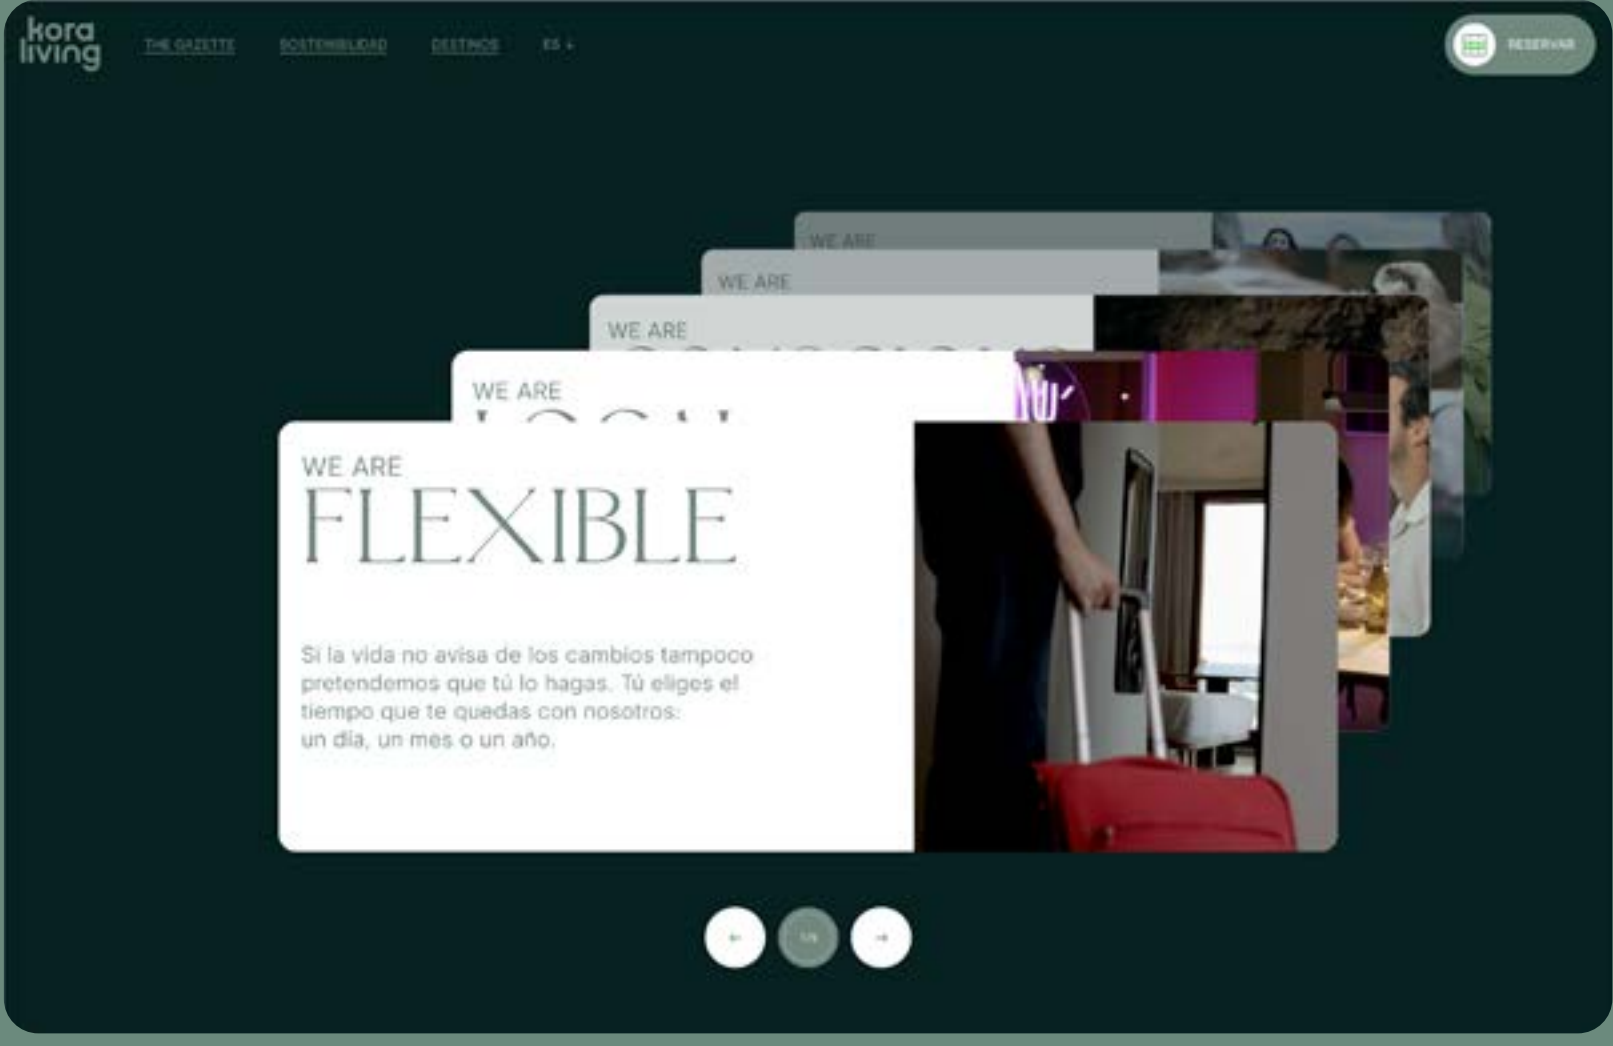 kora
living
THE GAZETTE
SOSTENIBILIDAD
DESTINOS
ES ↓
RESERVAR
WE ARE
WE ARE
WE ARE
WE ARE
WE ARE
FLEXIBLE
Si la vida no avisa de los cambios tampoco
pretendemos que tú lo hagas. Tú eliges el
tiempo que te quedas con nosotros:
un día, un mes o un año.
←
→